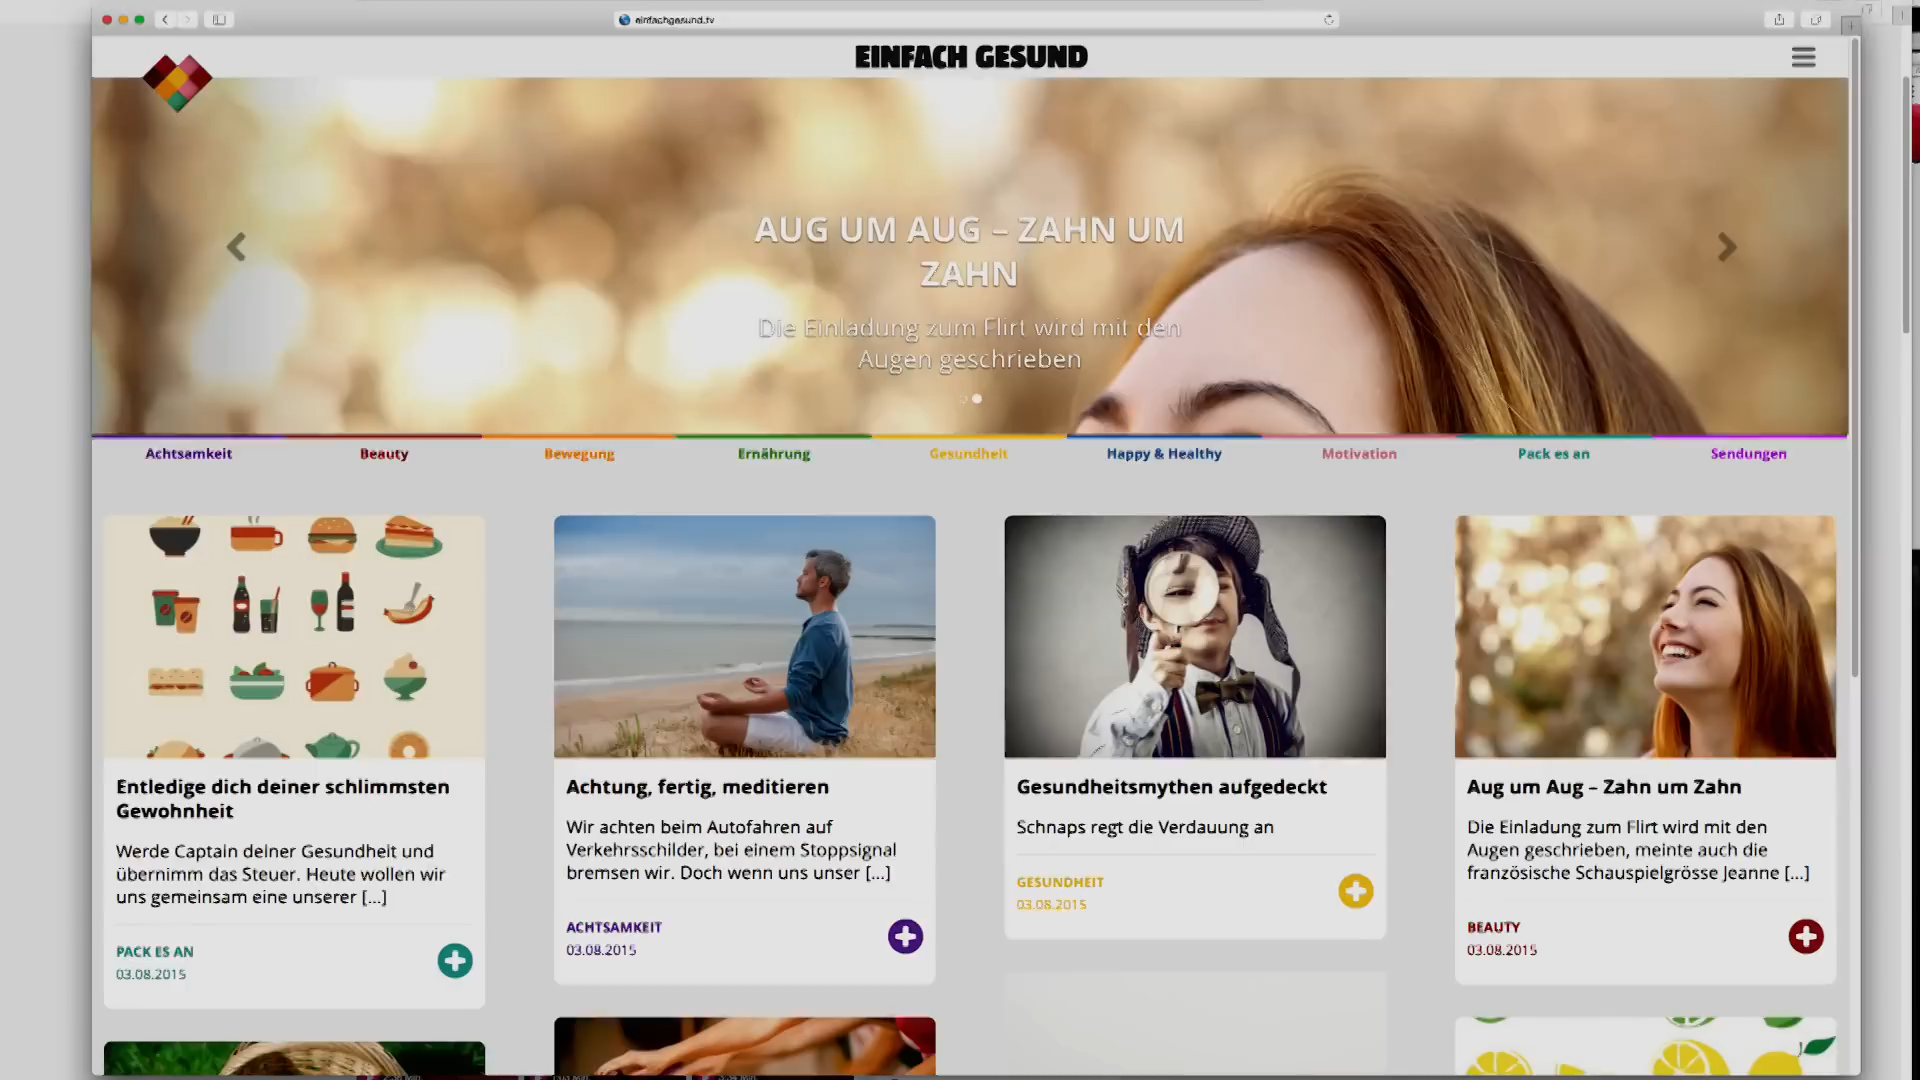 einfachgesund.tv
EINFACH GESUND
AUG UM AUG – ZAHN UM
ZAHN
Die Einladung zum Flirt wird mit den
Augen geschrieben
Achtsamkeit
Beauty
Bewegung
Ernährung
Gesundheit
Happy & Healthy
Motivation
Pack es an
Sendungen
Entledige dich deiner schlimmsten
Gewohnheit
Werde Captain deiner Gesundheit und
übernimm das Steuer. Heute wollen wir
uns gemeinsam eine unserer [...]
PACK ES AN
03.08.2015
Achtung, fertig, meditieren
Wir achten beim Autofahren auf
Verkehrsschilder, bei einem Stoppsignal
bremsen wir. Doch wenn uns unser [...]
ACHTSAMKEIT
03.08.2015
Gesundheitsmythen aufgedeckt
Schnaps regt die Verdauung an
GESUNDHEIT
03.08.2015
Aug um Aug – Zahn um Zahn
Die Einladung zum Flirt wird mit den
Augen geschrieben, meinte auch die
französische Schauspielgrösse Jeanne [...]
BEAUTY
03.08.2015